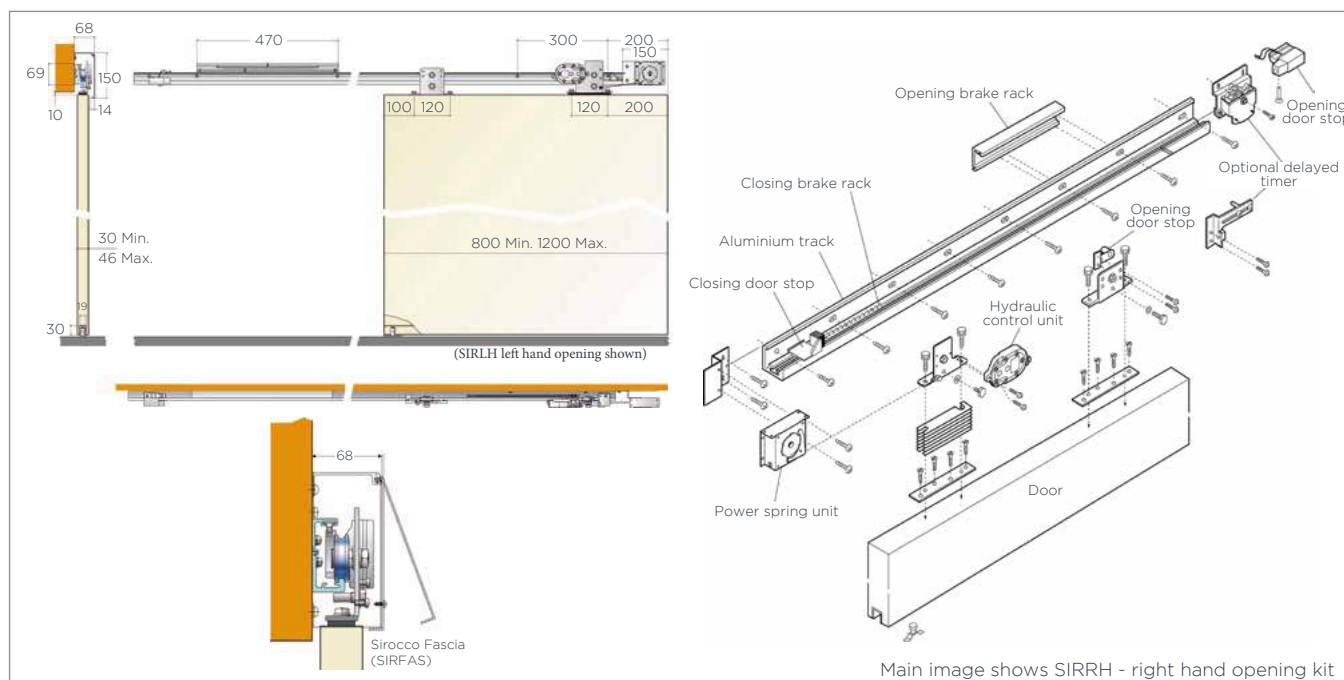 68
470
300
200
150
69
150
10
14
100
120
120
200
30 Min.
46 Max.
800 Min. 1200 Max.
19
30
(SIRLH left hand opening shown)
68
Sirocco Fascia
(SIRFAS)
Opening brake rack
Opening
door stop
Optional delayed
timer
Closing brake rack
Opening
door stop
Aluminium track
Closing door stop
Hydraulic
control unit
Power spring unit
Door
Main image shows SIRRH - right hand opening kit